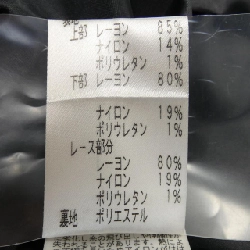 表地
上部 レーヨン 85%
ナイロン 14%
ポリウレタン 1%
下部 レーヨン 80%
ナイロン 19%
ポリウレタン 1%
レース部分
レーヨン 80%
ナイロン 19%
ポリウレタン 1%
裏地 ポリエステル